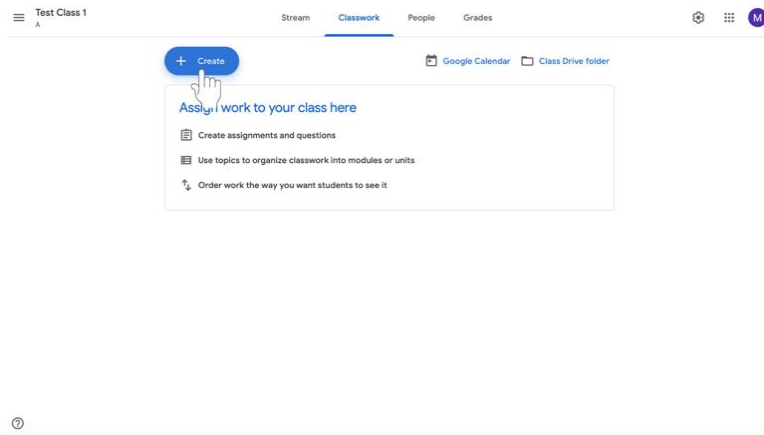 Test Class 1
A
Stream
Classwork
People
Grades
M
+ Create
Google Calendar
Class Drive folder
Assign work to your class here
Create assignments and questions
Use topics to organize classwork into modules or units
Order work the way you want students to see it
?